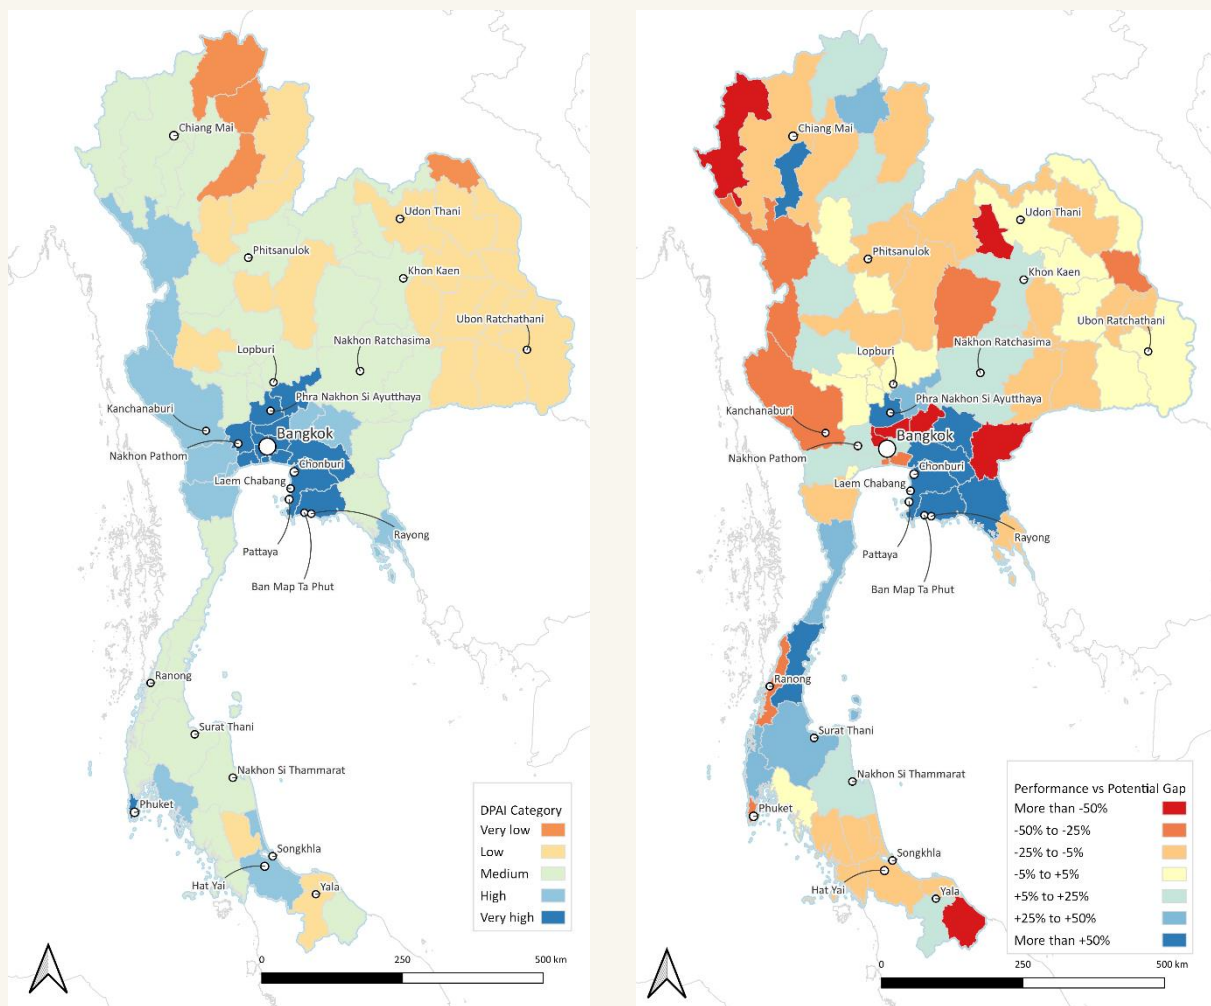 Chiang Mai
Udon Thani
Phitsanulok
Khon Kaen
Ubon Ratchathani
Nakhon Ratchasima
Lopburi
Phra Nakhon Si Ayutthaya
Kanchanaburi
Bangkok
Nakhon Pathom
Chonburi
Laem Chabang
Rayong
Pattaya
Ban Map Ta Phut
Ranong
Surat Thani
Nakhon Si Thammarat
Phuket
Songkhla
Hat Yai
Yala
DPAI Category
Very low
Low
Medium
High
Very high
0 250 500 km
Chiang Mai
Udon Thani
Phitsanulok
Khon Kaen
Ubon Ratchathani
Nakhon Ratchasima
Lopburi
Phra Nakhon Si Ayutthaya
Kanchanaburi
Bangkok
Nakhon Pathom
Chonburi
Laem Chabang
Rayong
Pattaya
Ban Map Ta Phut
Ranong
Surat Thani
Nakhon Si Thammarat
Phuket
Songkhla
Hat Yai
Yala
Performance vs Potential Gap
More than -50%
-50% to -25%
-25% to -5%
-5% to +5%
+5% to +25%
+25% to +50%
More than +50%
0 250 500 km